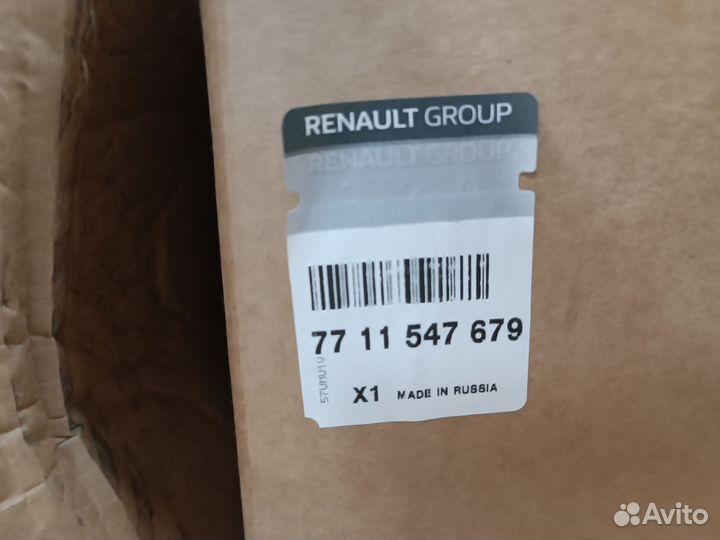 RENAULT GROUP
RENAULT GROUP
77 11 547 679
X1 MADE IN RUSSIA
Avito